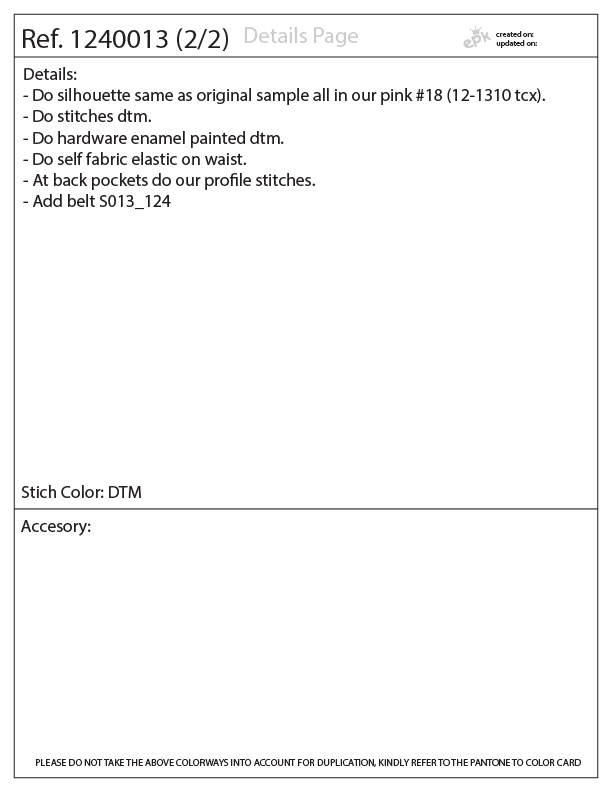 Ref. 1240013 (2/2) Details Page
epk
created on:
updated on:
Details:
- Do silhouette same as original sample all in our pink #18 (12-1310 tcx).
- Do stitches dtm.
- Do hardware enamel painted dtm.
- Do self fabric elastic on waist.
- At back pockets do our profile stitches.
- Add belt S013_124
Stich Color: DTM
Accesory:
PLEASE DO NOT TAKE THE ABOVE COLORWAYS INTO ACCOUNT FOR DUPLICATION, KINDLY REFER TO THE PANTONE TO COLOR CARD